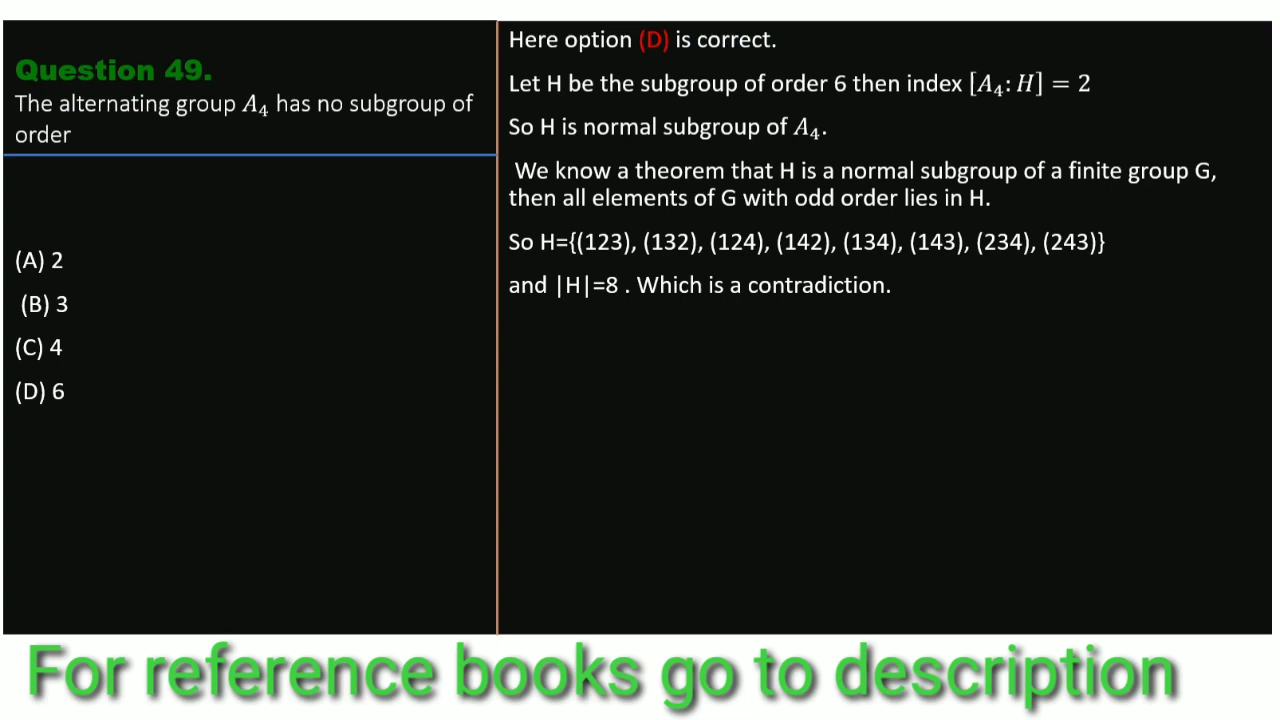 Question 49.
The alternating group A₄ has no subgroup of
order
(A) 2
(B) 3
(C) 4
(D) 6
Here option (D) is correct.
Let H be the subgroup of order 6 then index [A₄: H] = 2
So H is normal subgroup of A₄.
We know a theorem that H is a normal subgroup of a finite group G,
then all elements of G with odd order lies in H.
So H={(123), (132), (124), (142), (134), (143), (234), (243)}
and |H|=8 . Which is a contradiction.
For reference books go to description